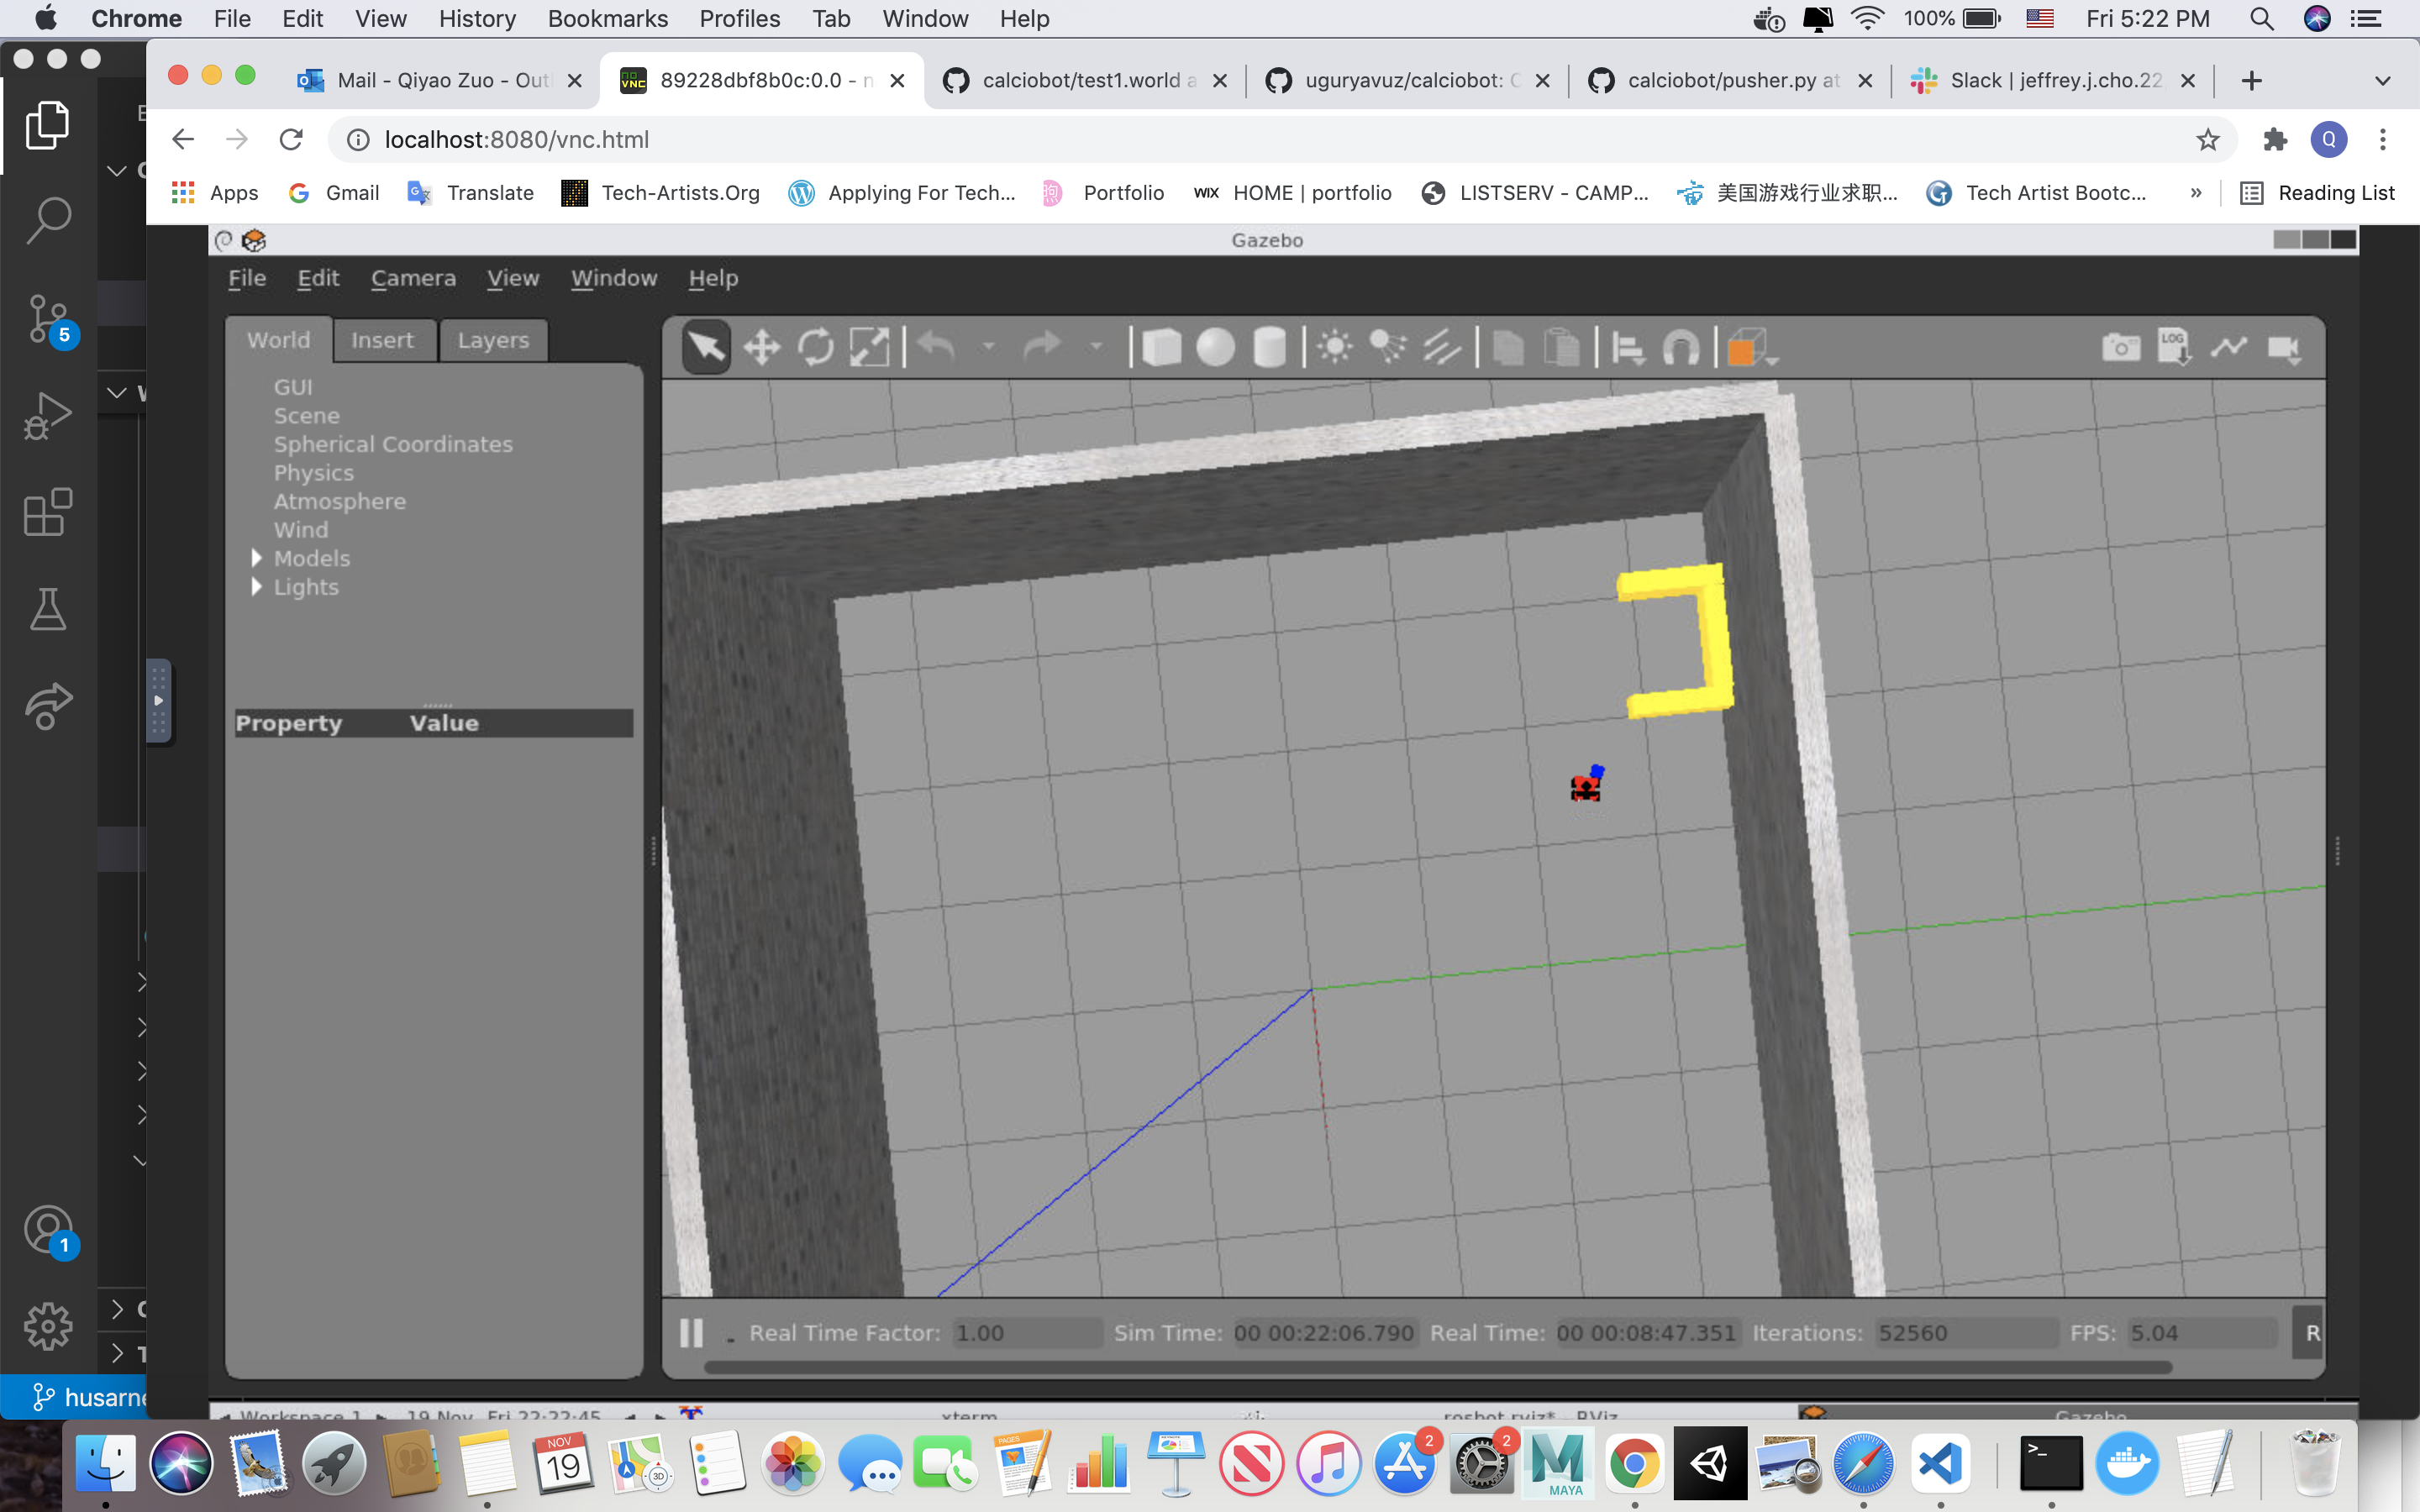 Chrome File Edit View History Bookmarks Profiles Tab Window Help 100% Fri 5:22 PM
Mail - Qiyao Zuo - Out 89228dbf8b0c:0.0 - n calciobot/test1.world a uguryavuz/calciobot: C calciobot/pusher.py at Slack | jeffrey.j.cho.22
localhost:8080/vnc.html Q
Apps Gmail Translate Tech-Artists.Org Applying For Tech... Portfolio WIX HOME | portfolio LISTSERV - CAMP... 美国游戏行业求职... Tech Artist Bootc... » Reading List
Gazebo
File Edit Camera View Window Help
World Insert Layers
LOG
GUI
Scene
Spherical Coordinates
Physics
Atmosphere
Wind
Models
Lights
Property Value
5
1
Real Time Factor: 1.00 Sim Time: 00 00:22:06.790 Real Time: 00 00:08:47.351 Iterations: 52560 FPS: 5.04 R
husarne
Workspace 1 19 Nov, Fri 22:22:45 xterm rosbot.rviz* - RViz Gazebo
NOV
19
3D
PAGES
2
2
MAYA
>_